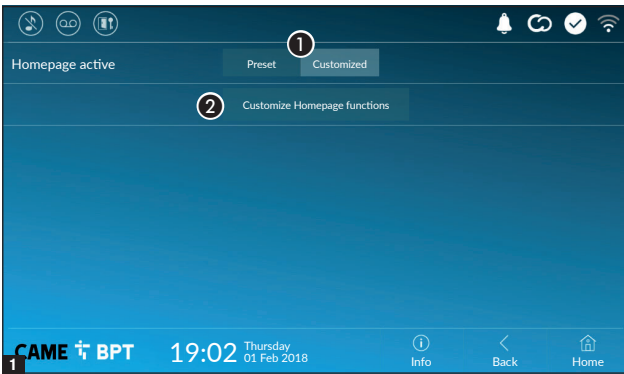 1
Homepage active Preset Customized
2 Customize Homepage functions
CAME BPT 19:02 Thursday
01 Feb 2018
Info Back Home
1